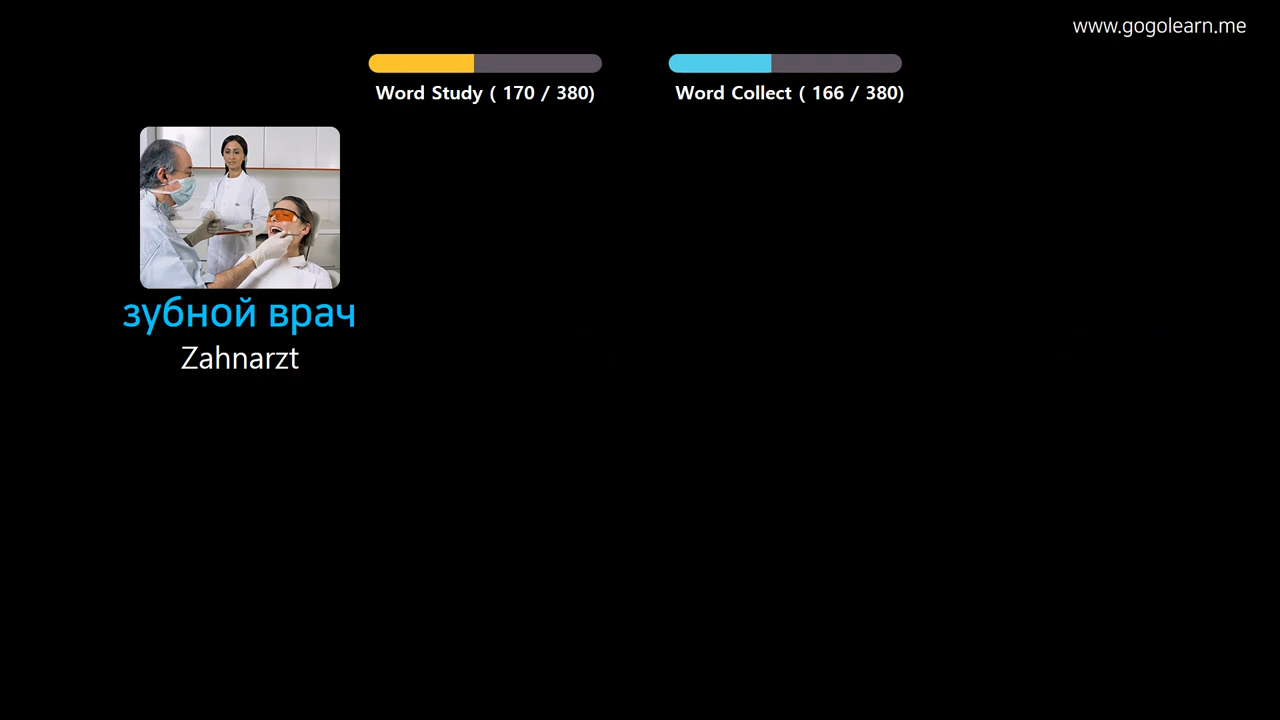 www.gogolearn.me
Word Study ( 170 / 380)
Word Collect ( 166 / 380)
зубной врач
Zahnarzt